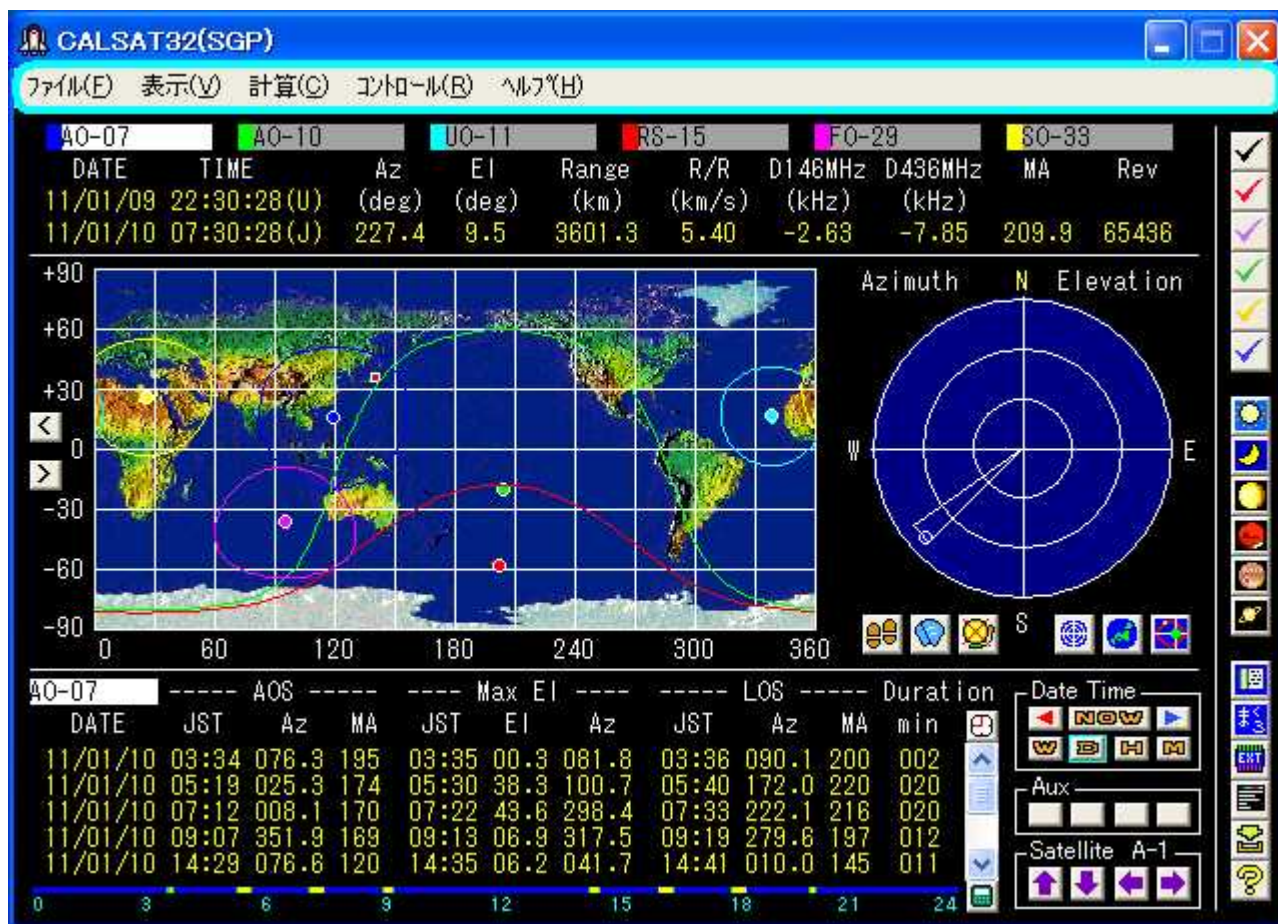 CALSAT32(SGP)
ファイル(F) 表示(V) 計算(C) コントロール(R) ヘルプ(H)
AO-07 AO-10 UO-11 RS-15 FO-29 SO-33
DATE TIME Az El Range R/R D146MHz D436MHz MA Rev
11/01/09 22:30:28(U) (deg) (deg) (km) (km/s) (kHz) (kHz)
11/01/10 07:30:28(J) 227.4 9.5 3601.3 5.40 -2.63 -7.85 209.9 65436
+90
+60
+30
0
-30
-60
-90
0 60 120 180 240 300 360
< 
>
Azimuth N Elevation
W E
S
AO-07 ----- AOS ----- ---- Max El ---- ----- LOS ----- Duration
DATE JST Az MA JST El Az JST Az MA min
11/01/10 03:34 076.3 195 03:35 00.3 081.8 03:36 090.1 200 002
11/01/10 05:19 025.3 174 05:30 38.3 100.7 05:40 172.0 220 020
11/01/10 07:12 008.1 170 07:22 43.6 298.4 07:33 222.1 216 020
11/01/10 09:07 351.9 169 09:13 06.9 317.5 09:19 279.6 197 012
11/01/10 14:29 076.6 120 14:35 06.2 041.7 14:41 010.0 145 011
0 3 6 9 12 15 18 21 24
Date Time
NOW
W D H M
Aux
Satellite A-1
まくろ
EXT
?